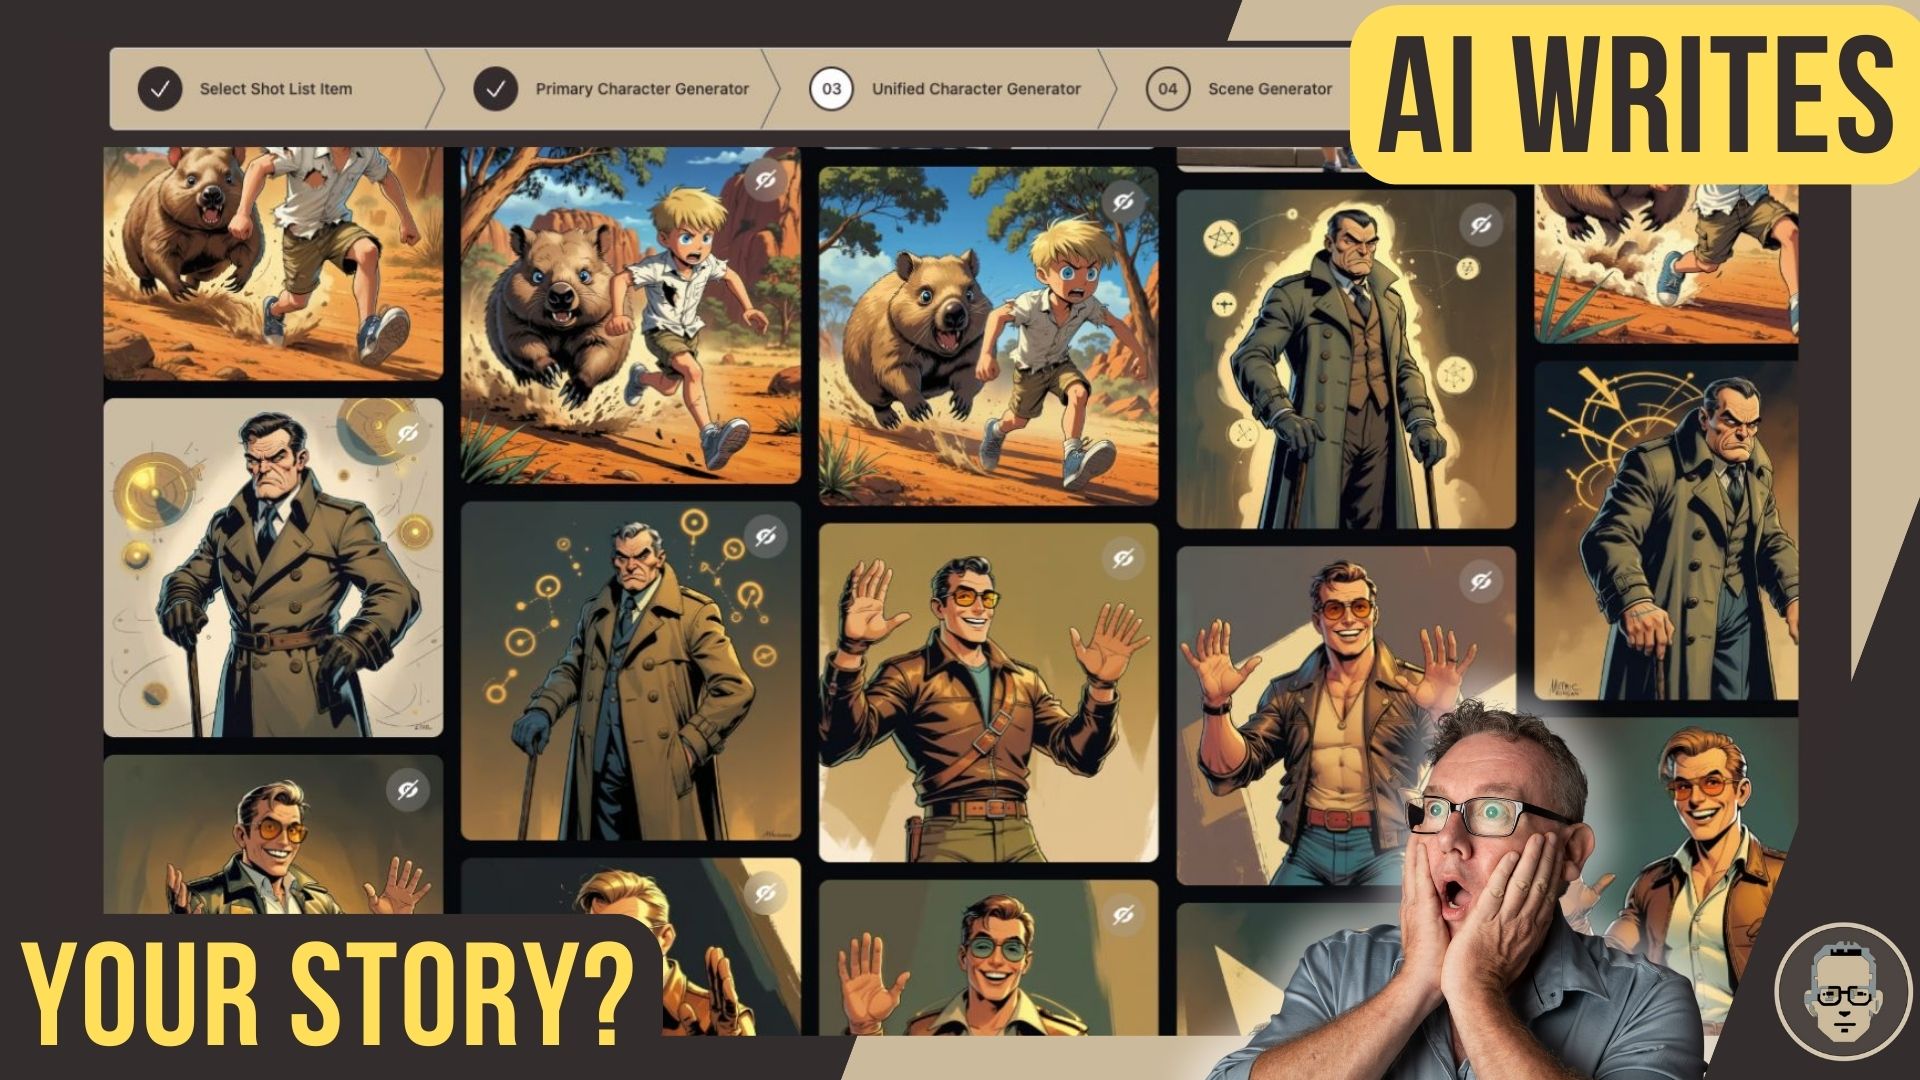 AI WRITES
Select Shot List Item
Primary Character Generator
03 Unified Character Generator
04 Scene Generator
YOUR STORY?